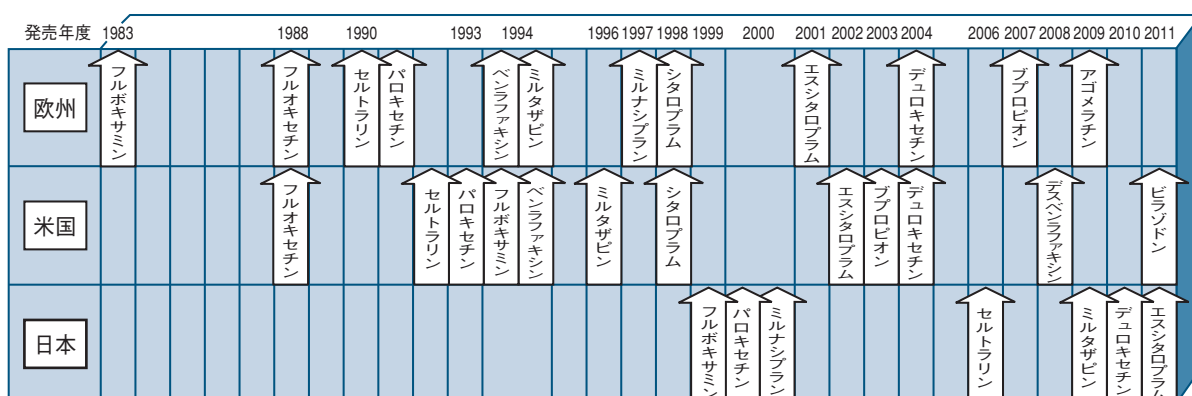 発売年度 1983 1988 1990 1993 1994 1996 1997 1998 1999 2000 2001 2002 2003 2004 2006 2007 2008 2009 2010 2011
欧州
フルボキサミン
フルオキセチン
セルトラリン
パロキセチン
ベンラファキシン
ミルタザピン
ミルナシプラン
シタロプラム
エスシタロプラム
デュロキセチン
ブプロピオン
アゴメラチン
米国
フルオキセチン
セルトラリン
パロキセチン
フルボキサミン
ベンラファキシン
ミルタザピン
シタロプラム
エスシタロプラム
ブプロピオン
デュロキセチン
デスベンラファキシン
ビラゾドン
日本
フルボキサミン
パロキセチン
ミルナシプラン
セルトラリン
ミルタザピン
デュロキセチン
エスシタロプラム